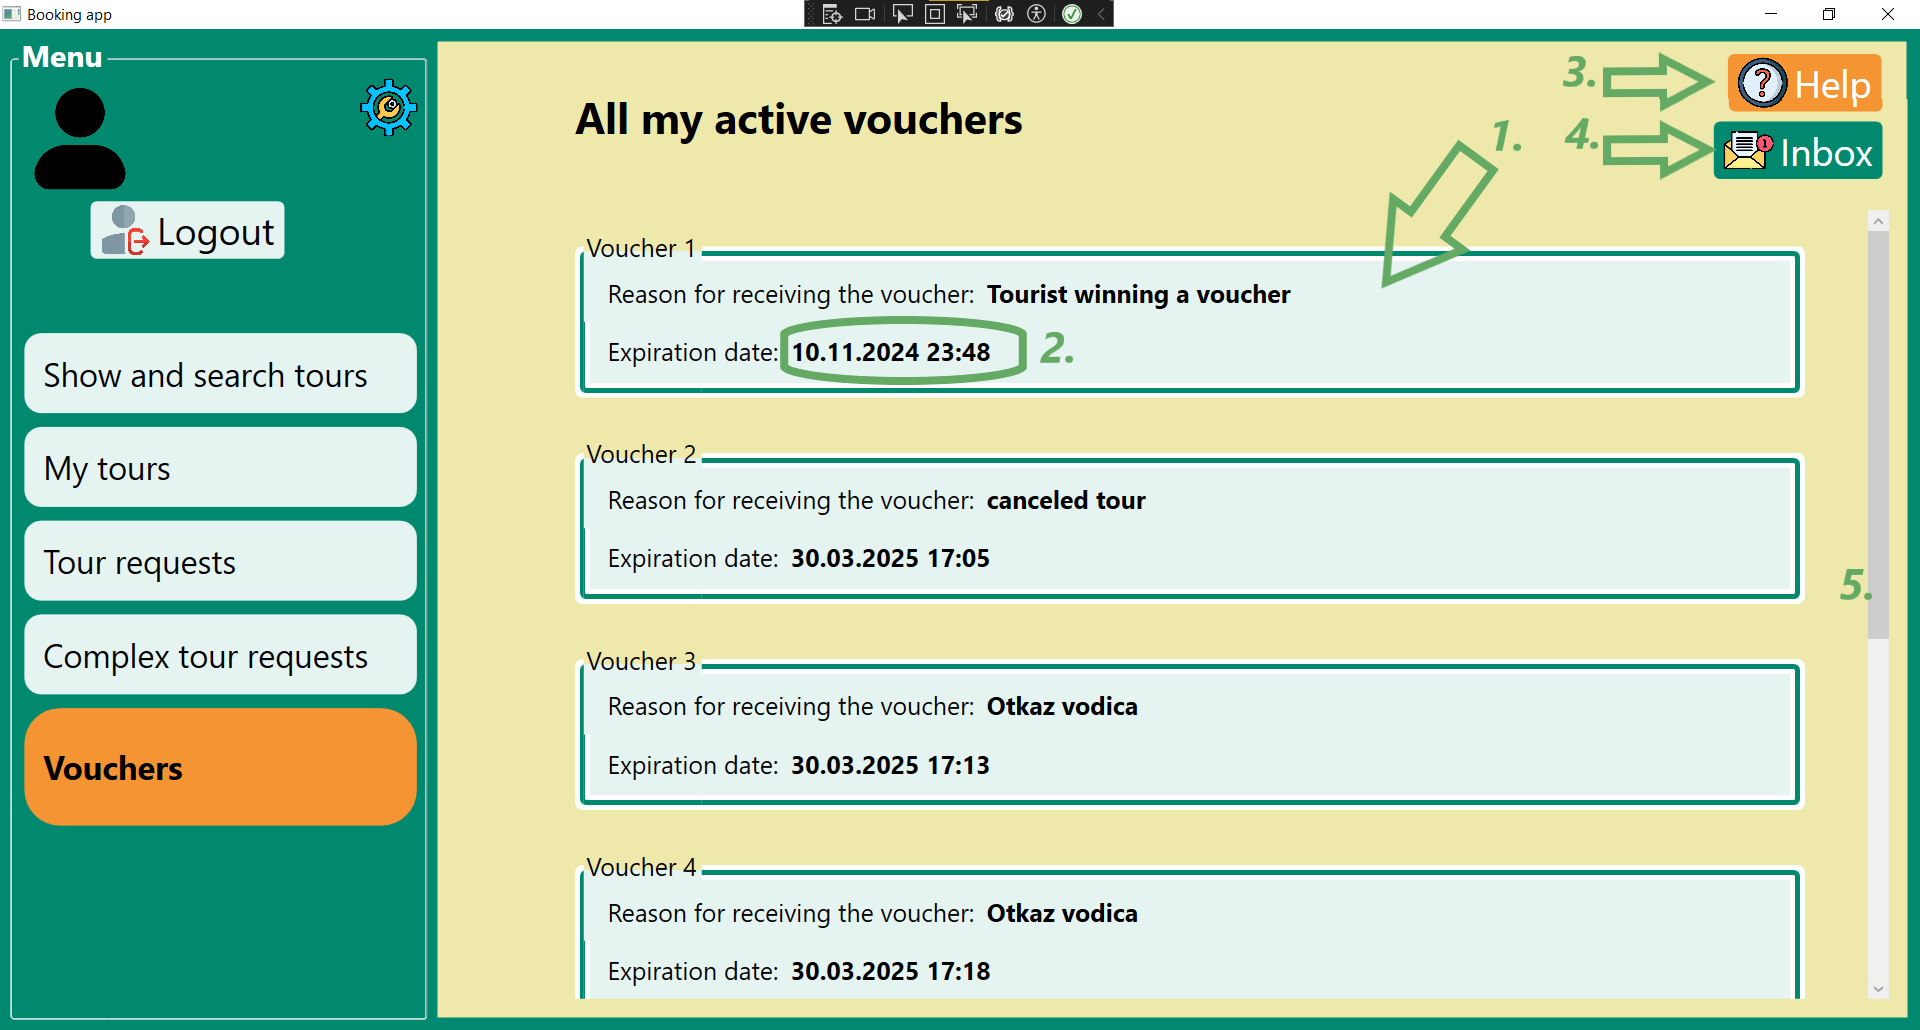 Booking app
Menu
Logout
Show and search tours
My tours
Tour requests
Complex tour requests
Vouchers
All my active vouchers
3.
? Help
4.
1 Inbox
1.
Voucher 1
Reason for receiving the voucher: Tourist winning a voucher
Expiration date: 10.11.2024 23:48
2.
Voucher 2
Reason for receiving the voucher: canceled tour
Expiration date: 30.03.2025 17:05
5.
Voucher 3
Reason for receiving the voucher: Otkaz vodica
Expiration date: 30.03.2025 17:13
Voucher 4
Reason for receiving the voucher: Otkaz vodica
Expiration date: 30.03.2025 17:18